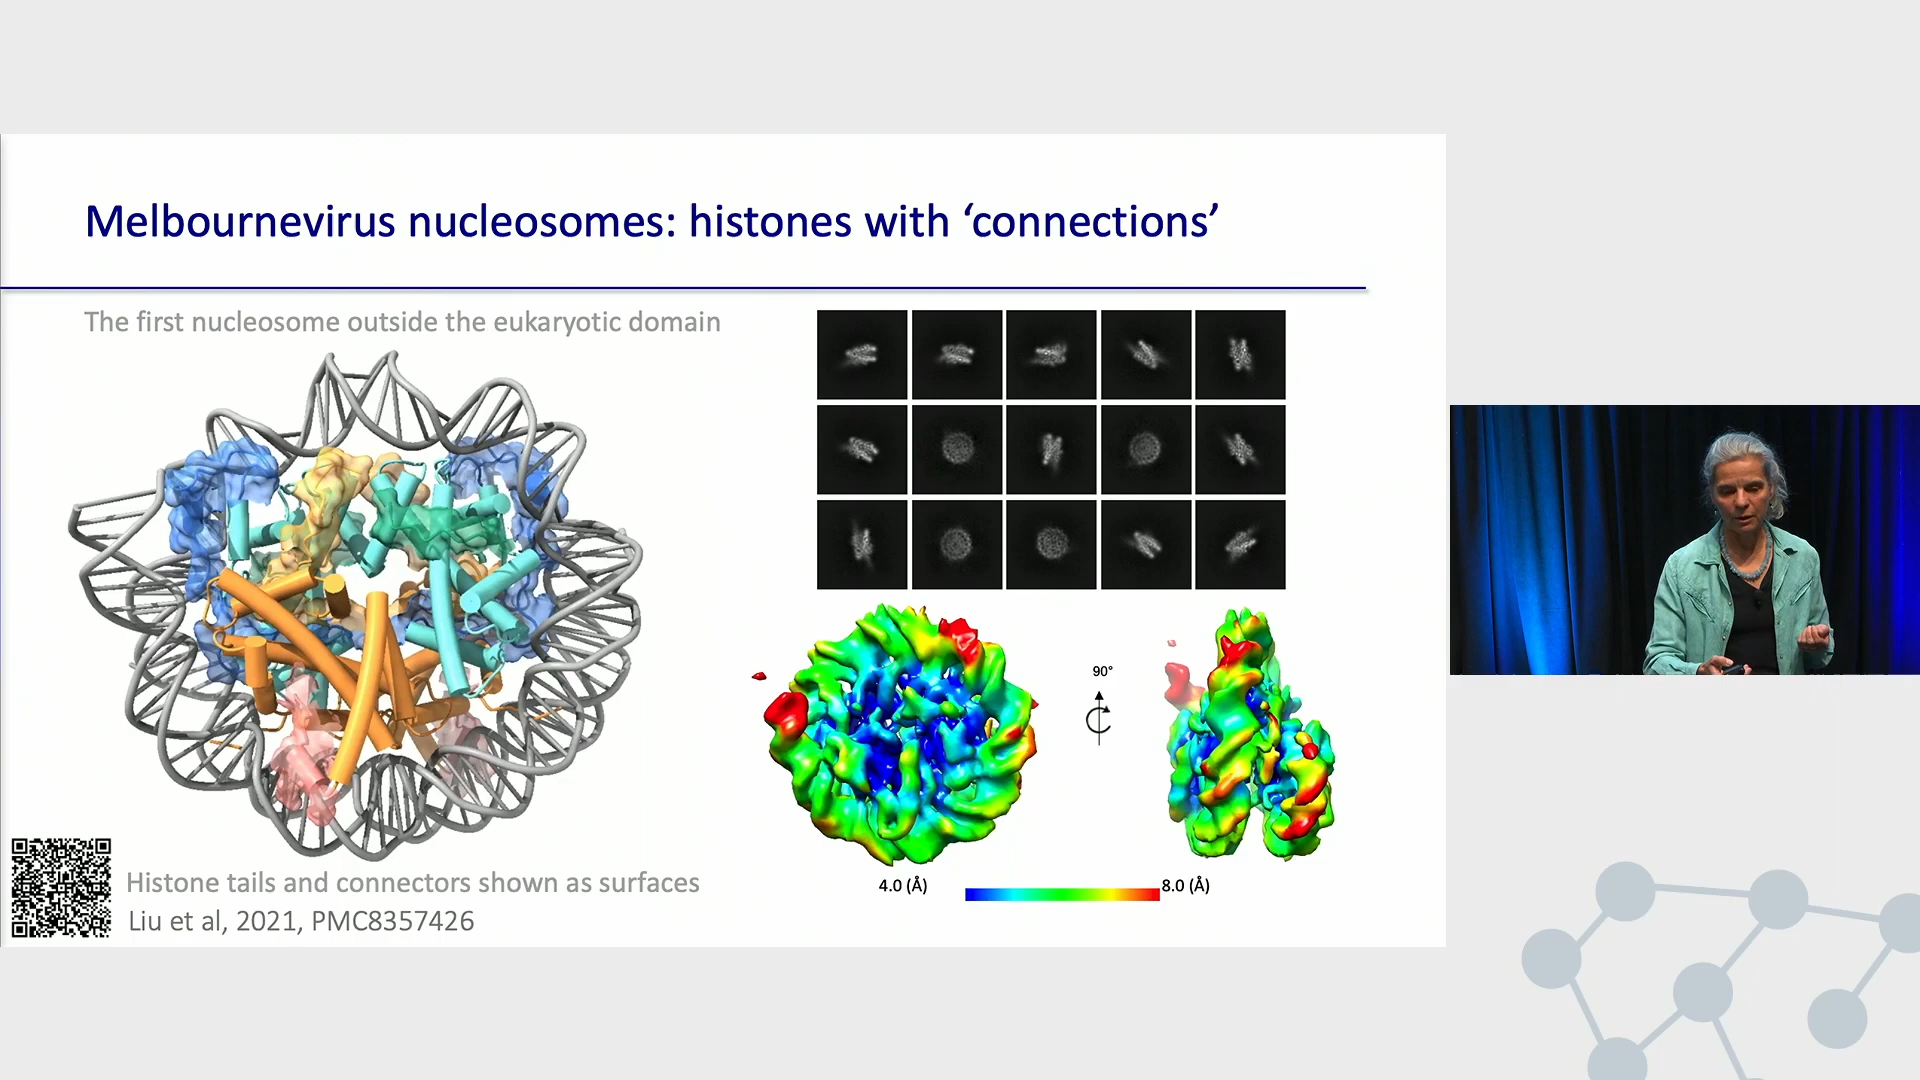 Melbournevirus nucleosomes: histones with ‘connections’
The first nucleosome outside the eukaryotic domain
90°
4.0 (Å)
8.0 (Å)
Histone tails and connectors shown as surfaces
Liu et al, 2021, PMC8357426